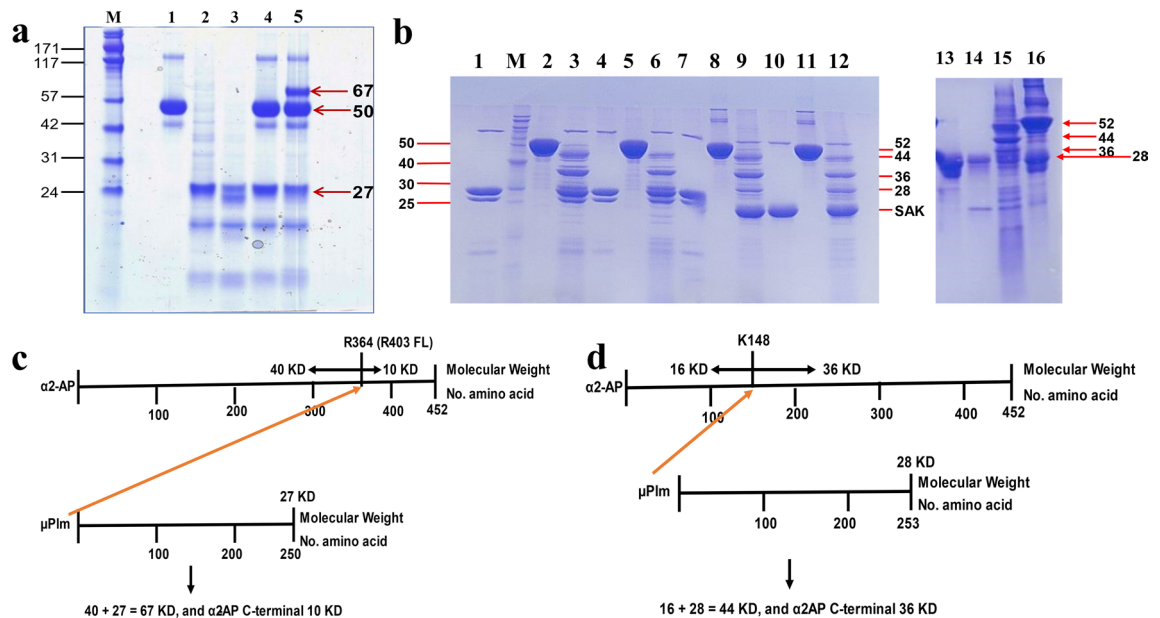 a
M 1 2 3 4 5
171
117
57
42
31
24
67
50
27
b
1 M 2 3 4 5 6 7 8 9 10 11 12
50
40
30
25
52
44
36
28
SAK
13 14 15 16
52
44
36
28
c
R364 (R403 FL)
40 KD 10 KD
Molecular Weight
α2-AP
No. amino acid
100 200 300 400 452
27 KD
μPlm
Molecular Weight
No. amino acid
100 200 250
40 + 27 = 67 KD, and α2AP C-terminal 10 KD
d
K148
16 KD 36 KD
Molecular Weight
α2-AP
No. amino acid
100 200 300 400 452
28 KD
μPlm
Molecular Weight
No. amino acid
100 200 253
16 + 28 = 44 KD, and α2AP C-terminal 36 KD